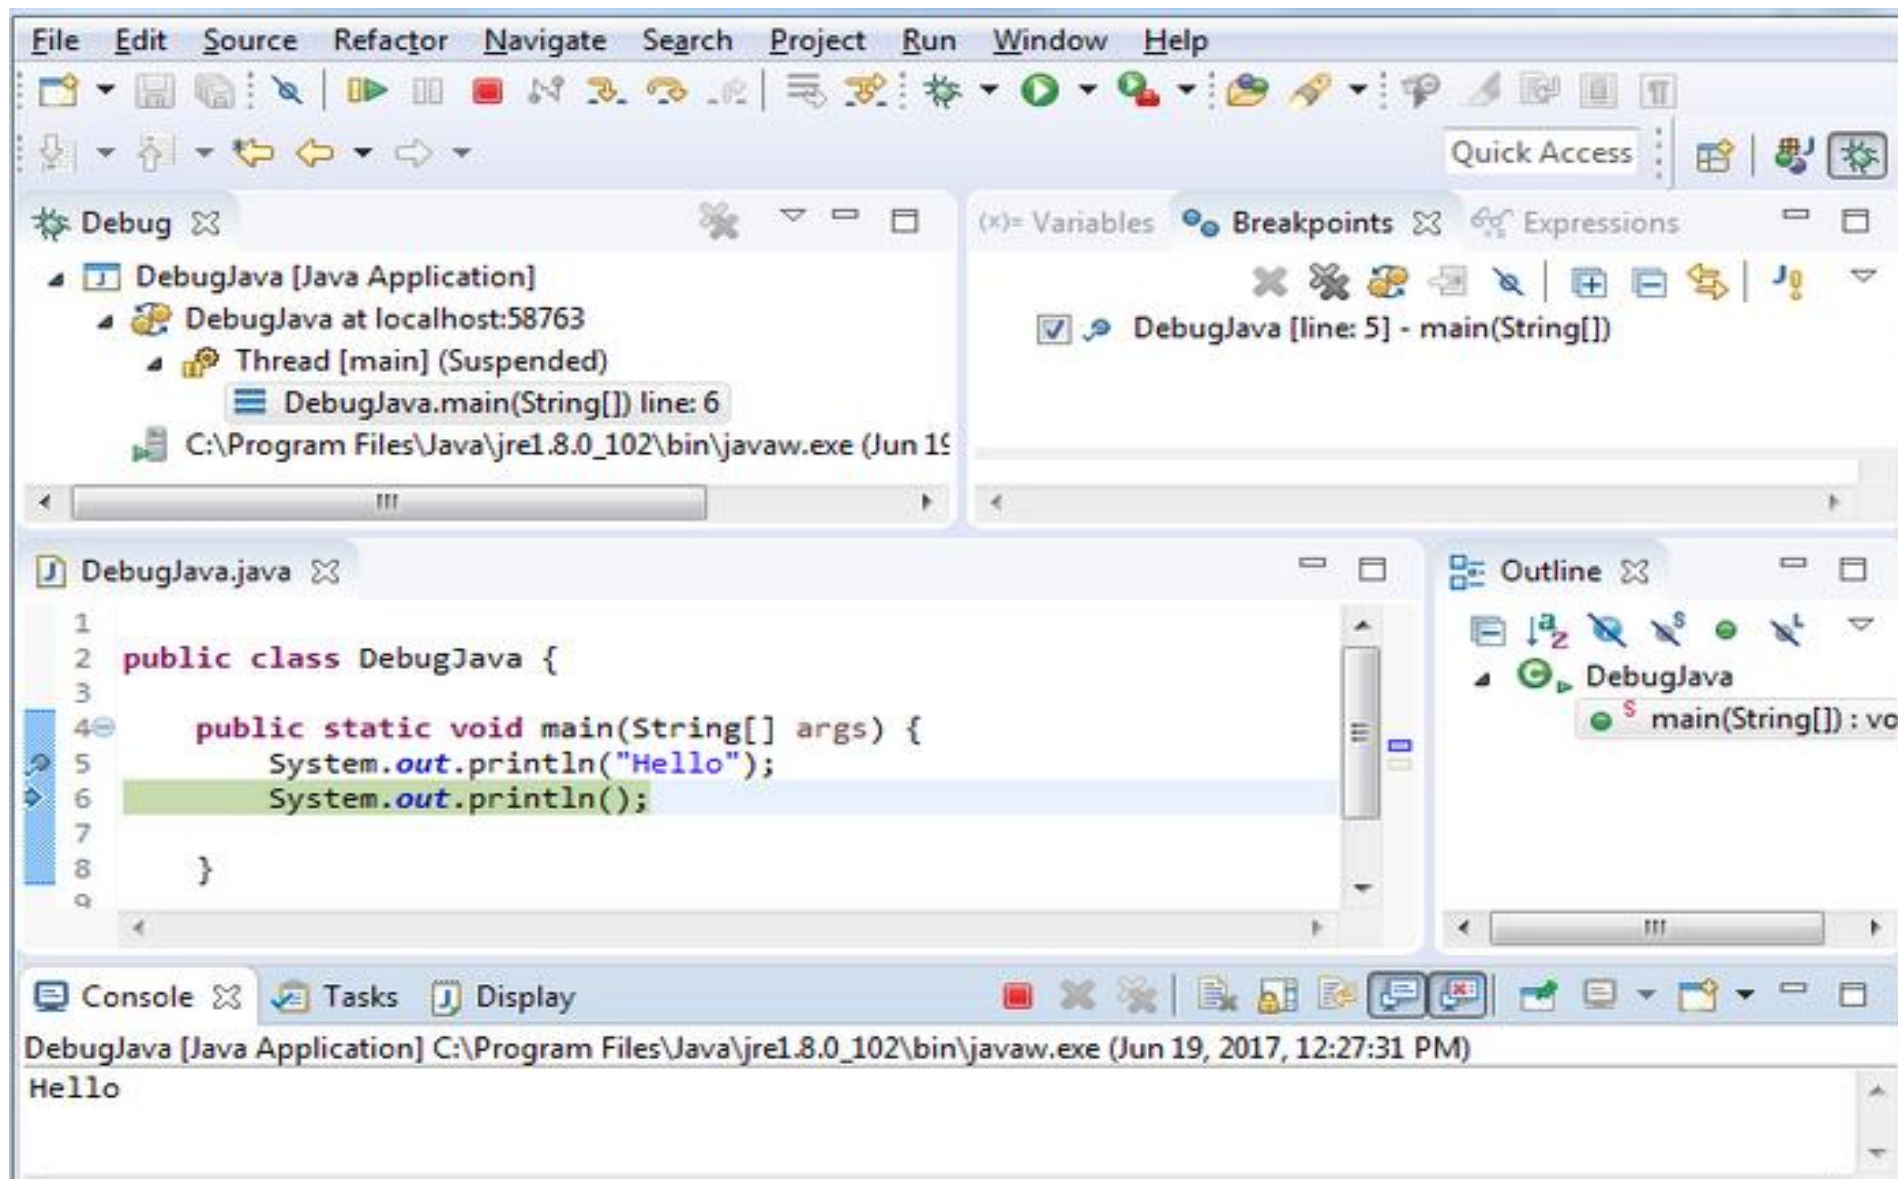 File Edit Source Refactor Navigate Search Project Run Window Help
Quick Access
Debug
DebugJava [Java Application]
DebugJava at localhost:58763
Thread [main] (Suspended)
DebugJava.main(String[]) line: 6
C:\Program Files\Java\jre1.8.0_102\bin\javaw.exe (Jun 19
(x)= Variables Breakpoints Expressions
DebugJava [line: 5] - main(String[])
DebugJava.java
1
2 public class DebugJava {
3
4 public static void main(String[] args) {
5 System.out.println("Hello");
6 System.out.println();
7
8 }
9
Outline
DebugJava
main(String[]) : vo
Console Tasks Display
DebugJava [Java Application] C:\Program Files\Java\jre1.8.0_102\bin\javaw.exe (Jun 19, 2017, 12:27:31 PM)
Hello